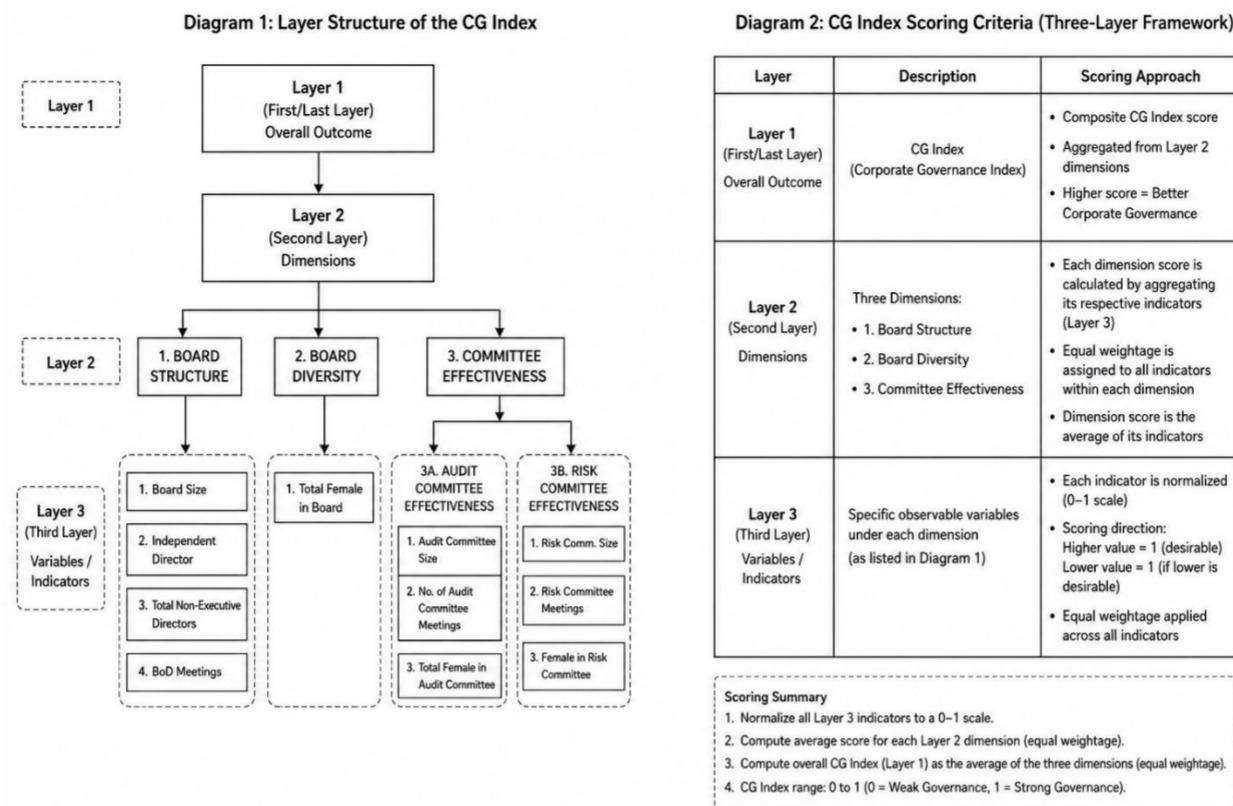 Diagram 1: Layer Structure of the CG Index
Layer 1
Layer 1
(First/Last Layer)
Overall Outcome
Layer 2
(Second Layer)
Dimensions
Layer 2
1. BOARD
STRUCTURE
2. BOARD
DIVERSITY
3. COMMITTEE
EFFECTIVENESS
Layer 3
(Third Layer)
Variables /
Indicators
1. Board Size
2. Independent
Director
3. Total Non-Executive
Directors
4. BoD Meetings
1. Total Female
in Board
3A. AUDIT
COMMITTEE
EFFECTIVENESS
1. Audit Committee
Size
2. No. of Audit
Committee
Meetings
3. Total Female in
Audit Committee
3B. RISK
COMMITTEE
EFFECTIVENESS
1. Risk Comm. Size
2. Risk Committee
Meetings
3. Female in Risk
Committee
Diagram 2: CG Index Scoring Criteria (Three-Layer Framework)
Layer
Description
Scoring Approach
Layer 1
(First/Last Layer)
Overall Outcome
CG Index
(Corporate Governance Index)
• Composite CG Index score
• Aggregated from Layer 2
dimensions
• Higher score = Better
Corporate Governance
Layer 2
(Second Layer)
Dimensions
Three Dimensions:
• 1. Board Structure
• 2. Board Diversity
• 3. Committee Effectiveness
• Each dimension score is
calculated by aggregating
its respective indicators
(Layer 3)
• Equal weightage is
assigned to all indicators
within each dimension
• Dimension score is the
average of its indicators
Layer 3
(Third Layer)
Variables /
Indicators
Specific observable variables
under each dimension
(as listed in Diagram 1)
• Each indicator is normalized
(0–1 scale)
• Scoring direction:
Higher value = 1 (desirable)
Lower value = 1 (if lower is
desirable)
• Equal weightage applied
across all indicators
Scoring Summary
1. Normalize all Layer 3 indicators to a 0–1 scale.
2. Compute average score for each Layer 2 dimension (equal weightage).
3. Compute overall CG Index (Layer 1) as the average of the three dimensions (equal weightage).
4. CG Index range: 0 to 1 (0 = Weak Governance, 1 = Strong Governance).